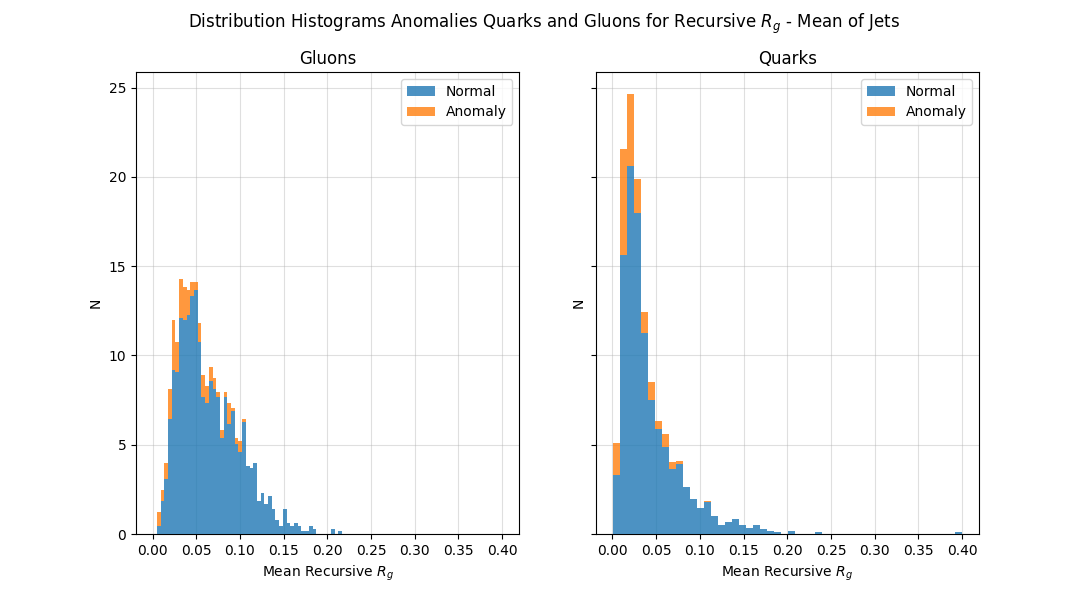 Distribution Histograms Anomalies Quarks and Gluons for Recursive R_g - Mean of Jets
Gluons
Normal
Anomaly
N
25
20
15
10
5
0
0.00 0.05 0.10 0.15 0.20 0.25 0.30 0.35 0.40
Mean Recursive R_g
Quarks
Normal
Anomaly
N
0.00 0.05 0.10 0.15 0.20 0.25 0.30 0.35 0.40
Mean Recursive R_g